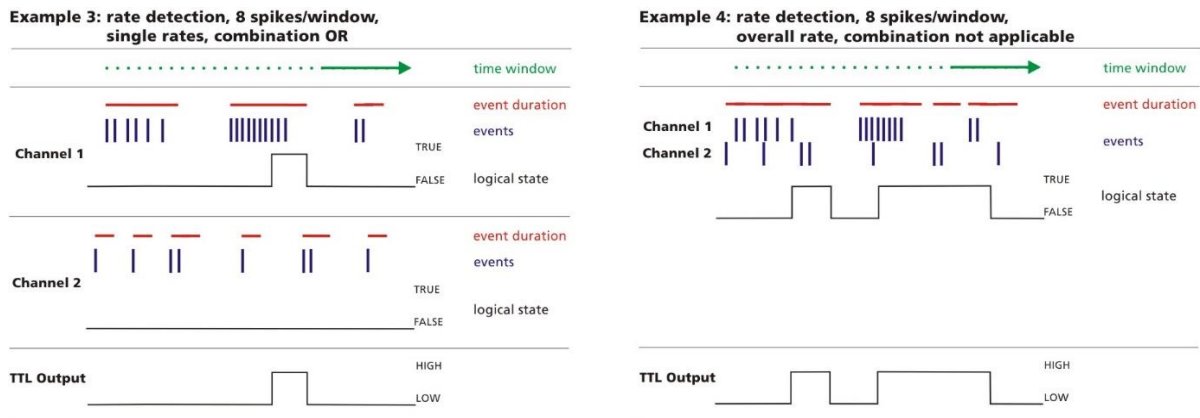 Example 3: rate detection, 8 spikes/window,
single rates, combination OR
time window
event duration
events
Channel 1
TRUE
FALSE
logical state
event duration
events
Channel 2
TRUE
logical state
FALSE
HIGH
TTL Output
LOW
Example 4: rate detection, 8 spikes/window,
overall rate, combination not applicable
time window
event duration
Channel 1
events
Channel 2
TRUE
logical state
FALSE
HIGH
TTL Output
LOW